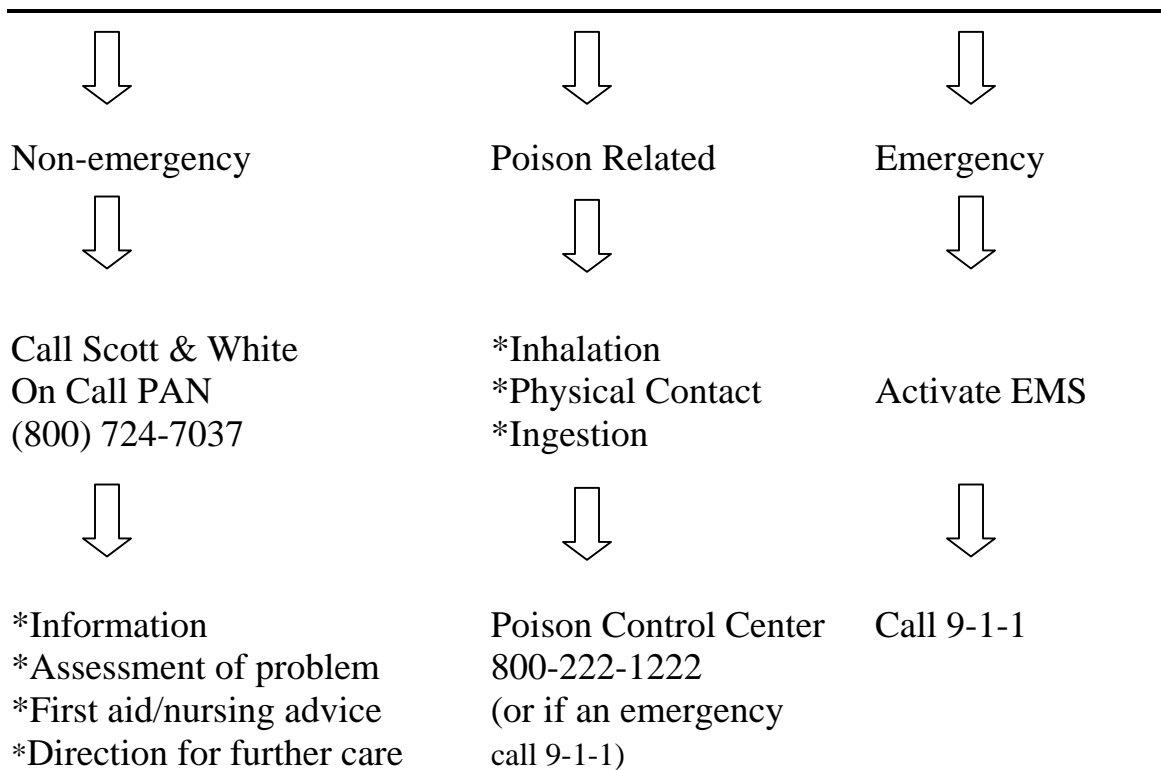 Non-emergency
Poison Related
Emergency
Call Scott & White
On Call PAN
(800) 724-7037
*Inhalation
*Physical Contact
*Ingestion
Activate EMS
*Information
*Assessment of problem
*First aid/nursing advice
*Direction for further care
Poison Control Center
800-222-1222
(or if an emergency
call 9-1-1)
Call 9-1-1